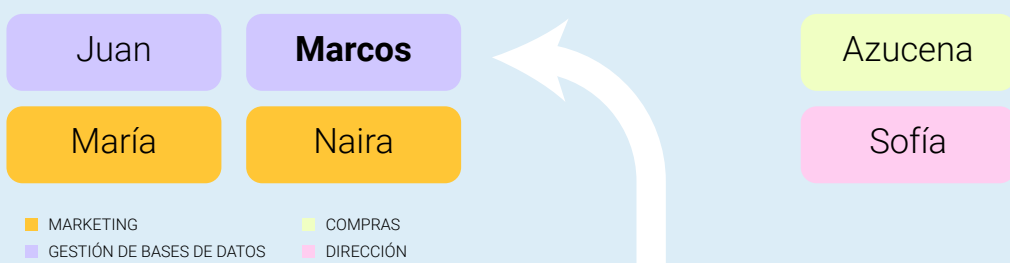 Juan Marcos Azucena
María Naira Sofía
MARKETING COMPRAS
GESTIÓN DE BASES DE DATOS DIRECCIÓN